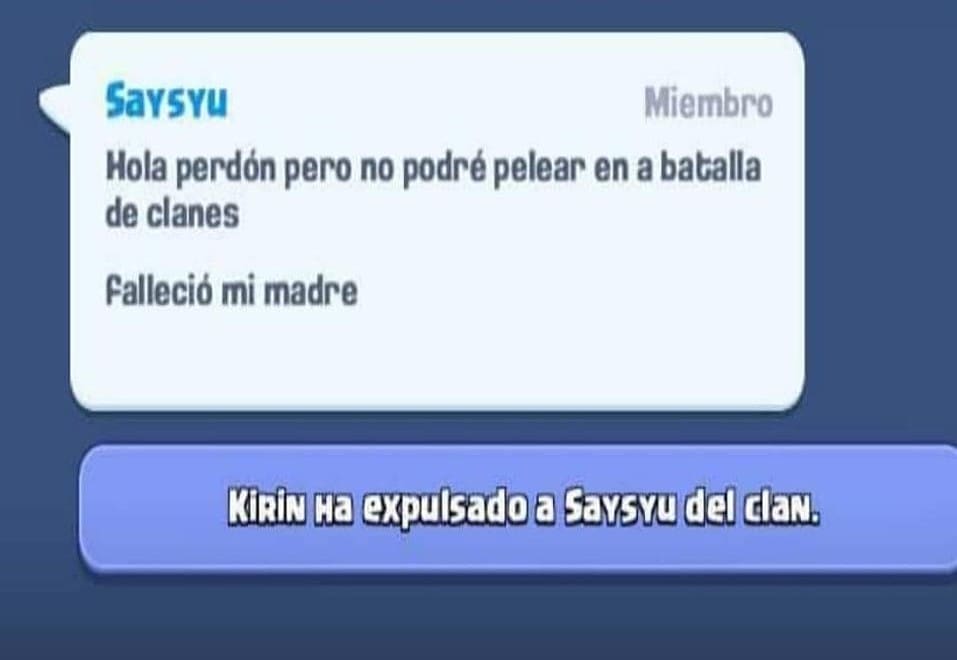 Saysyu
Miembro
Hola perdón pero no podré pelear en a batalla
de clanes
falleció mi madre
Kirin ha expulsado a Saysyu del clan.